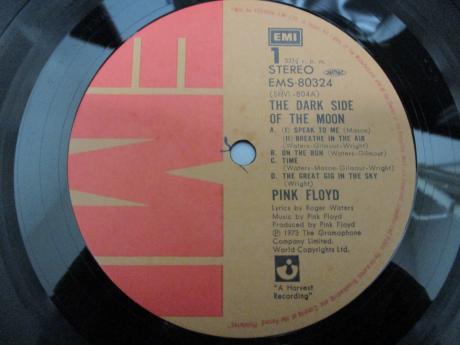 EMI
1 33⅓ r.p.m.
STEREO
EMS-80324
(SHVL-804A)
THE DARK SIDE
OF THE MOON
A. (I) SPEAK TO ME (Mason)
(II) BREATHE IN THE AIR
(Waters-Gilmour-Wright)
B. ON THE RUN (Waters-Gilmour)
C. TIME
(Waters-Mason-Gilmour-Wright)
D. THE GREAT GIG IN THE SKY
(Wright)
PINK FLOYD
Lyrics by Roger Waters
Music by Pink Floyd
Produced by Pink Floyd
Ⓟ 1973 The Gramophone
Company Limited.
World Copyrights Ltd.
"A Harvest
Recording"
EMI